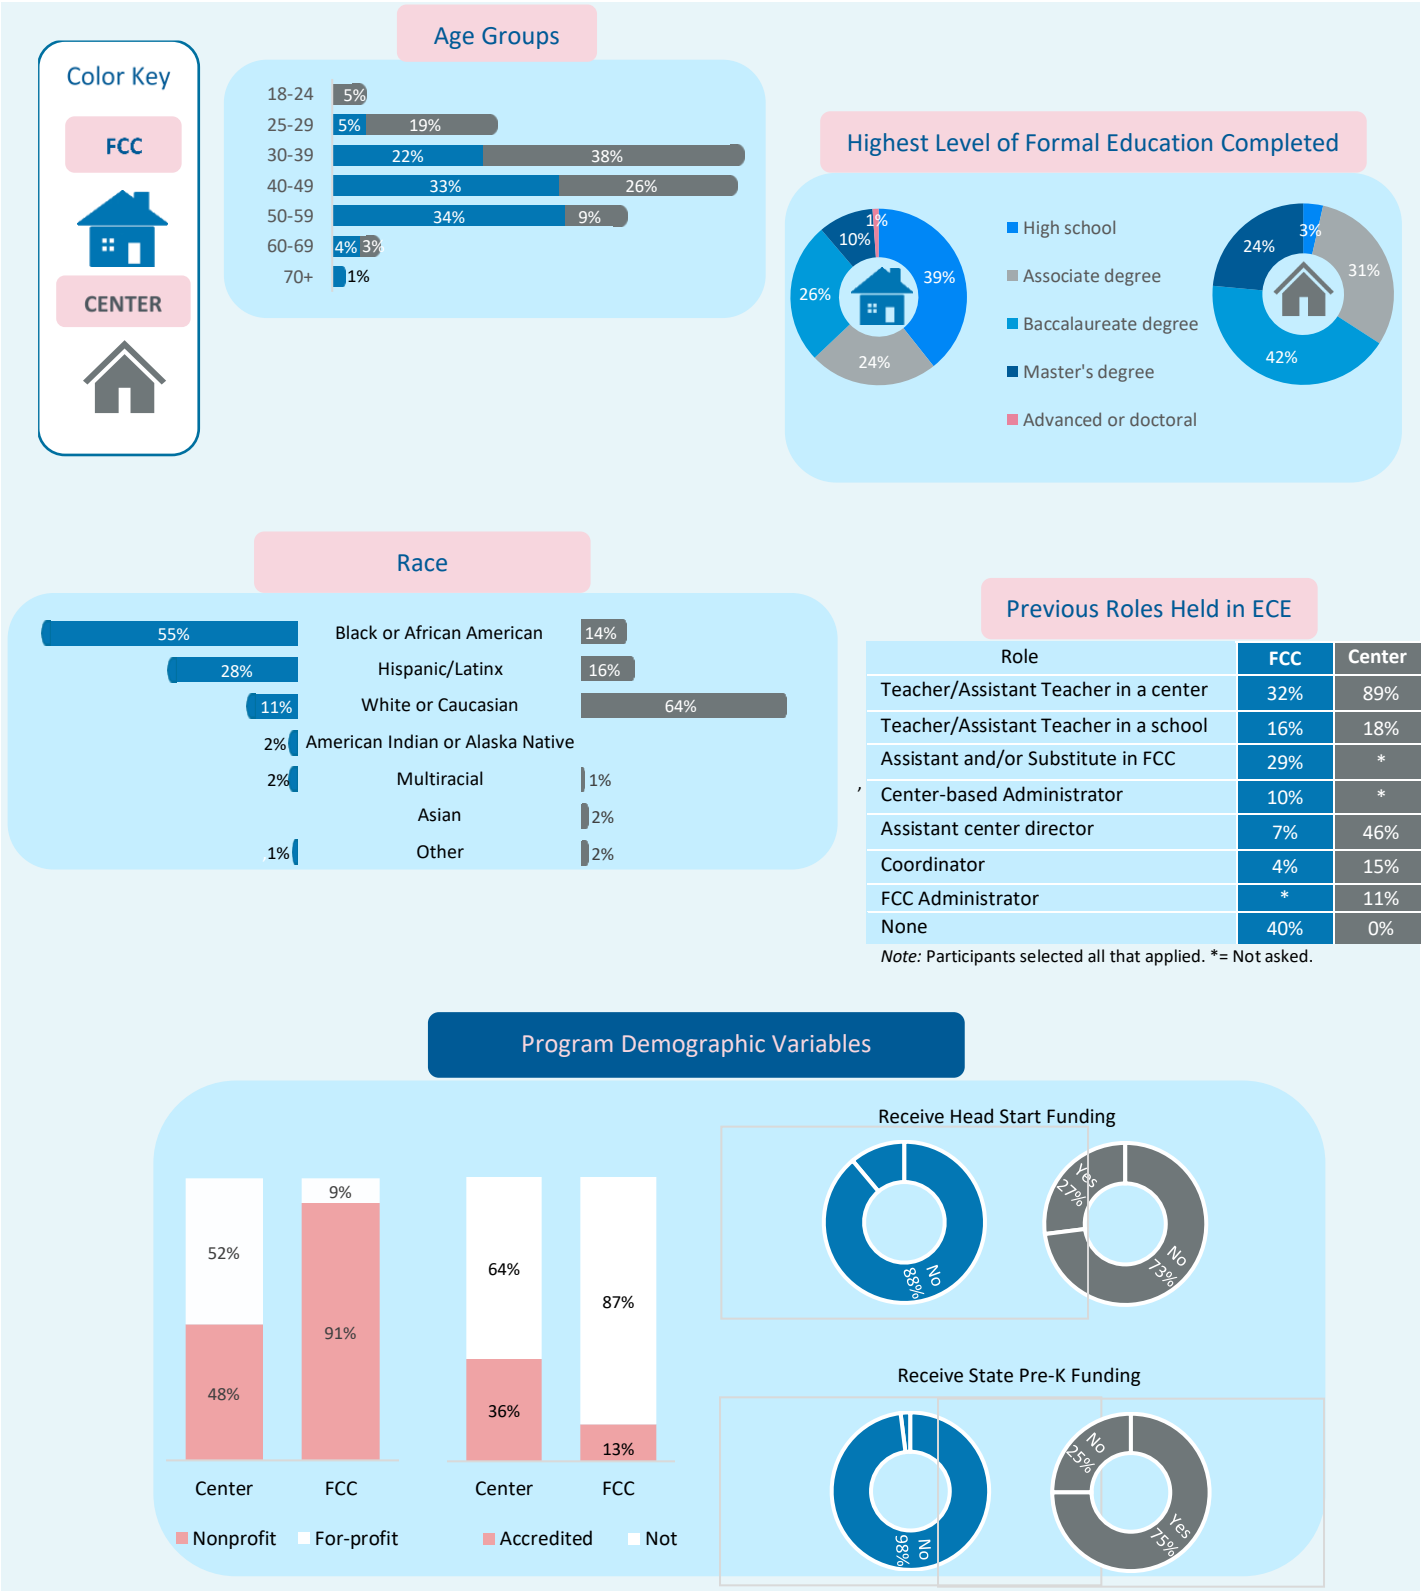 Age Groups
Color Key
FCC
CENTER
18-24 5%
25-29 5% 19%
30-39 22% 38%
40-49 33% 26%
50-59 34% 9%
60-69 4% 3%
70+ 1%
Highest Level of Formal Education Completed
1%
10%
39%
26%
24%
High school
Associate degree
Baccalaureate degree
Master's degree
Advanced or doctoral
3%
24%
31%
42%
Race
55% Black or African American 14%
28% Hispanic/Latinx 16%
11% White or Caucasian 64%
2% American Indian or Alaska Native
2% Multiracial 1%
Asian 2%
1% Other 2%
Previous Roles Held in ECE
Role FCC Center
Teacher/Assistant Teacher in a center 32% 89%
Teacher/Assistant Teacher in a school 16% 18%
Assistant and/or Substitute in FCC 29% *
, Center-based Administrator 10% *
Assistant center director 7% 46%
Coordinator 4% 15%
FCC Administrator * 11%
None 40% 0%
Note: Participants selected all that applied. *= Not asked.
Program Demographic Variables
52% 9%
48% 91%
Center FCC
Nonprofit For-profit
64% 87%
36% 13%
Center FCC
Accredited Not
Receive Head Start Funding
No
88%
Yes
27%
No
73%
Receive State Pre-K Funding
No
98%
No
25%
Yes
75%